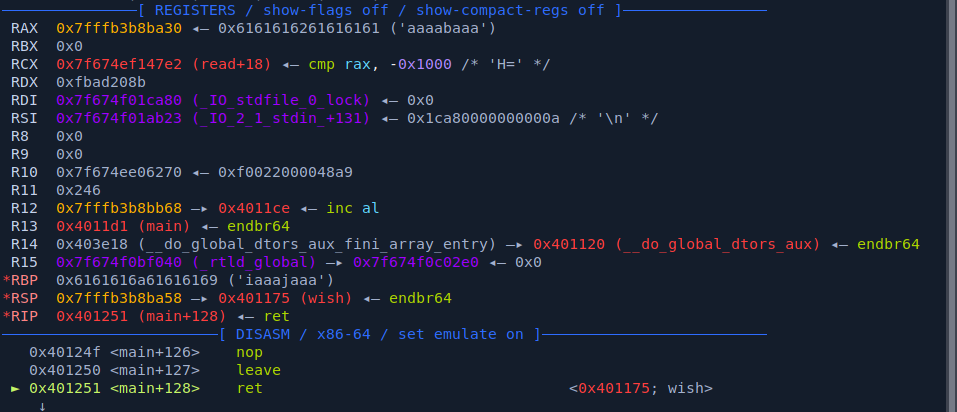 [ REGISTERS / show-flags off / show-compact-regs off ]
RAX 0x7fffb3b8ba30 ◂— 0x6161616261616161 ('aaaabaaa')
RBX 0x0
RCX 0x7f674ef147e2 (read+18) ◂— cmp rax, -0x1000 /* 'H=' */
RDX 0xfbad208b
RDI 0x7f674f01ca80 (_IO_stdfile_0_lock) ◂— 0x0
RSI 0x7f674f01ab23 (_IO_2_1_stdin_+131) ◂— 0x1ca80000000000a /* '\n' */
R8 0x0
R9 0x0
R10 0x7f674ee06270 ◂— 0xf0022000048a9
R11 0x246
R12 0x7fffb3b8bb68 —▸ 0x4011ce ◂— inc al
R13 0x4011d1 (main) ◂— endbr64
R14 0x403e18 (__do_global_dtors_aux_fini_array_entry) —▸ 0x401120 (__do_global_dtors_aux) ◂— endbr64
R15 0x7f674f0bf040 (_rtld_global) —▸ 0x7f674f0c02e0 ◂— 0x0
*RBP 0x6161616a61616169 ('iaaajaaa')
*RSP 0x7fffb3b8ba58 —▸ 0x401175 (wish) ◂— endbr64
*RIP 0x401251 (main+128) ◂— ret
[ DISASM / x86-64 / set emulate on ]
0x40124f <main+126> nop
0x401250 <main+127> leave
► 0x401251 <main+128> ret <0x401175; wish>
↓